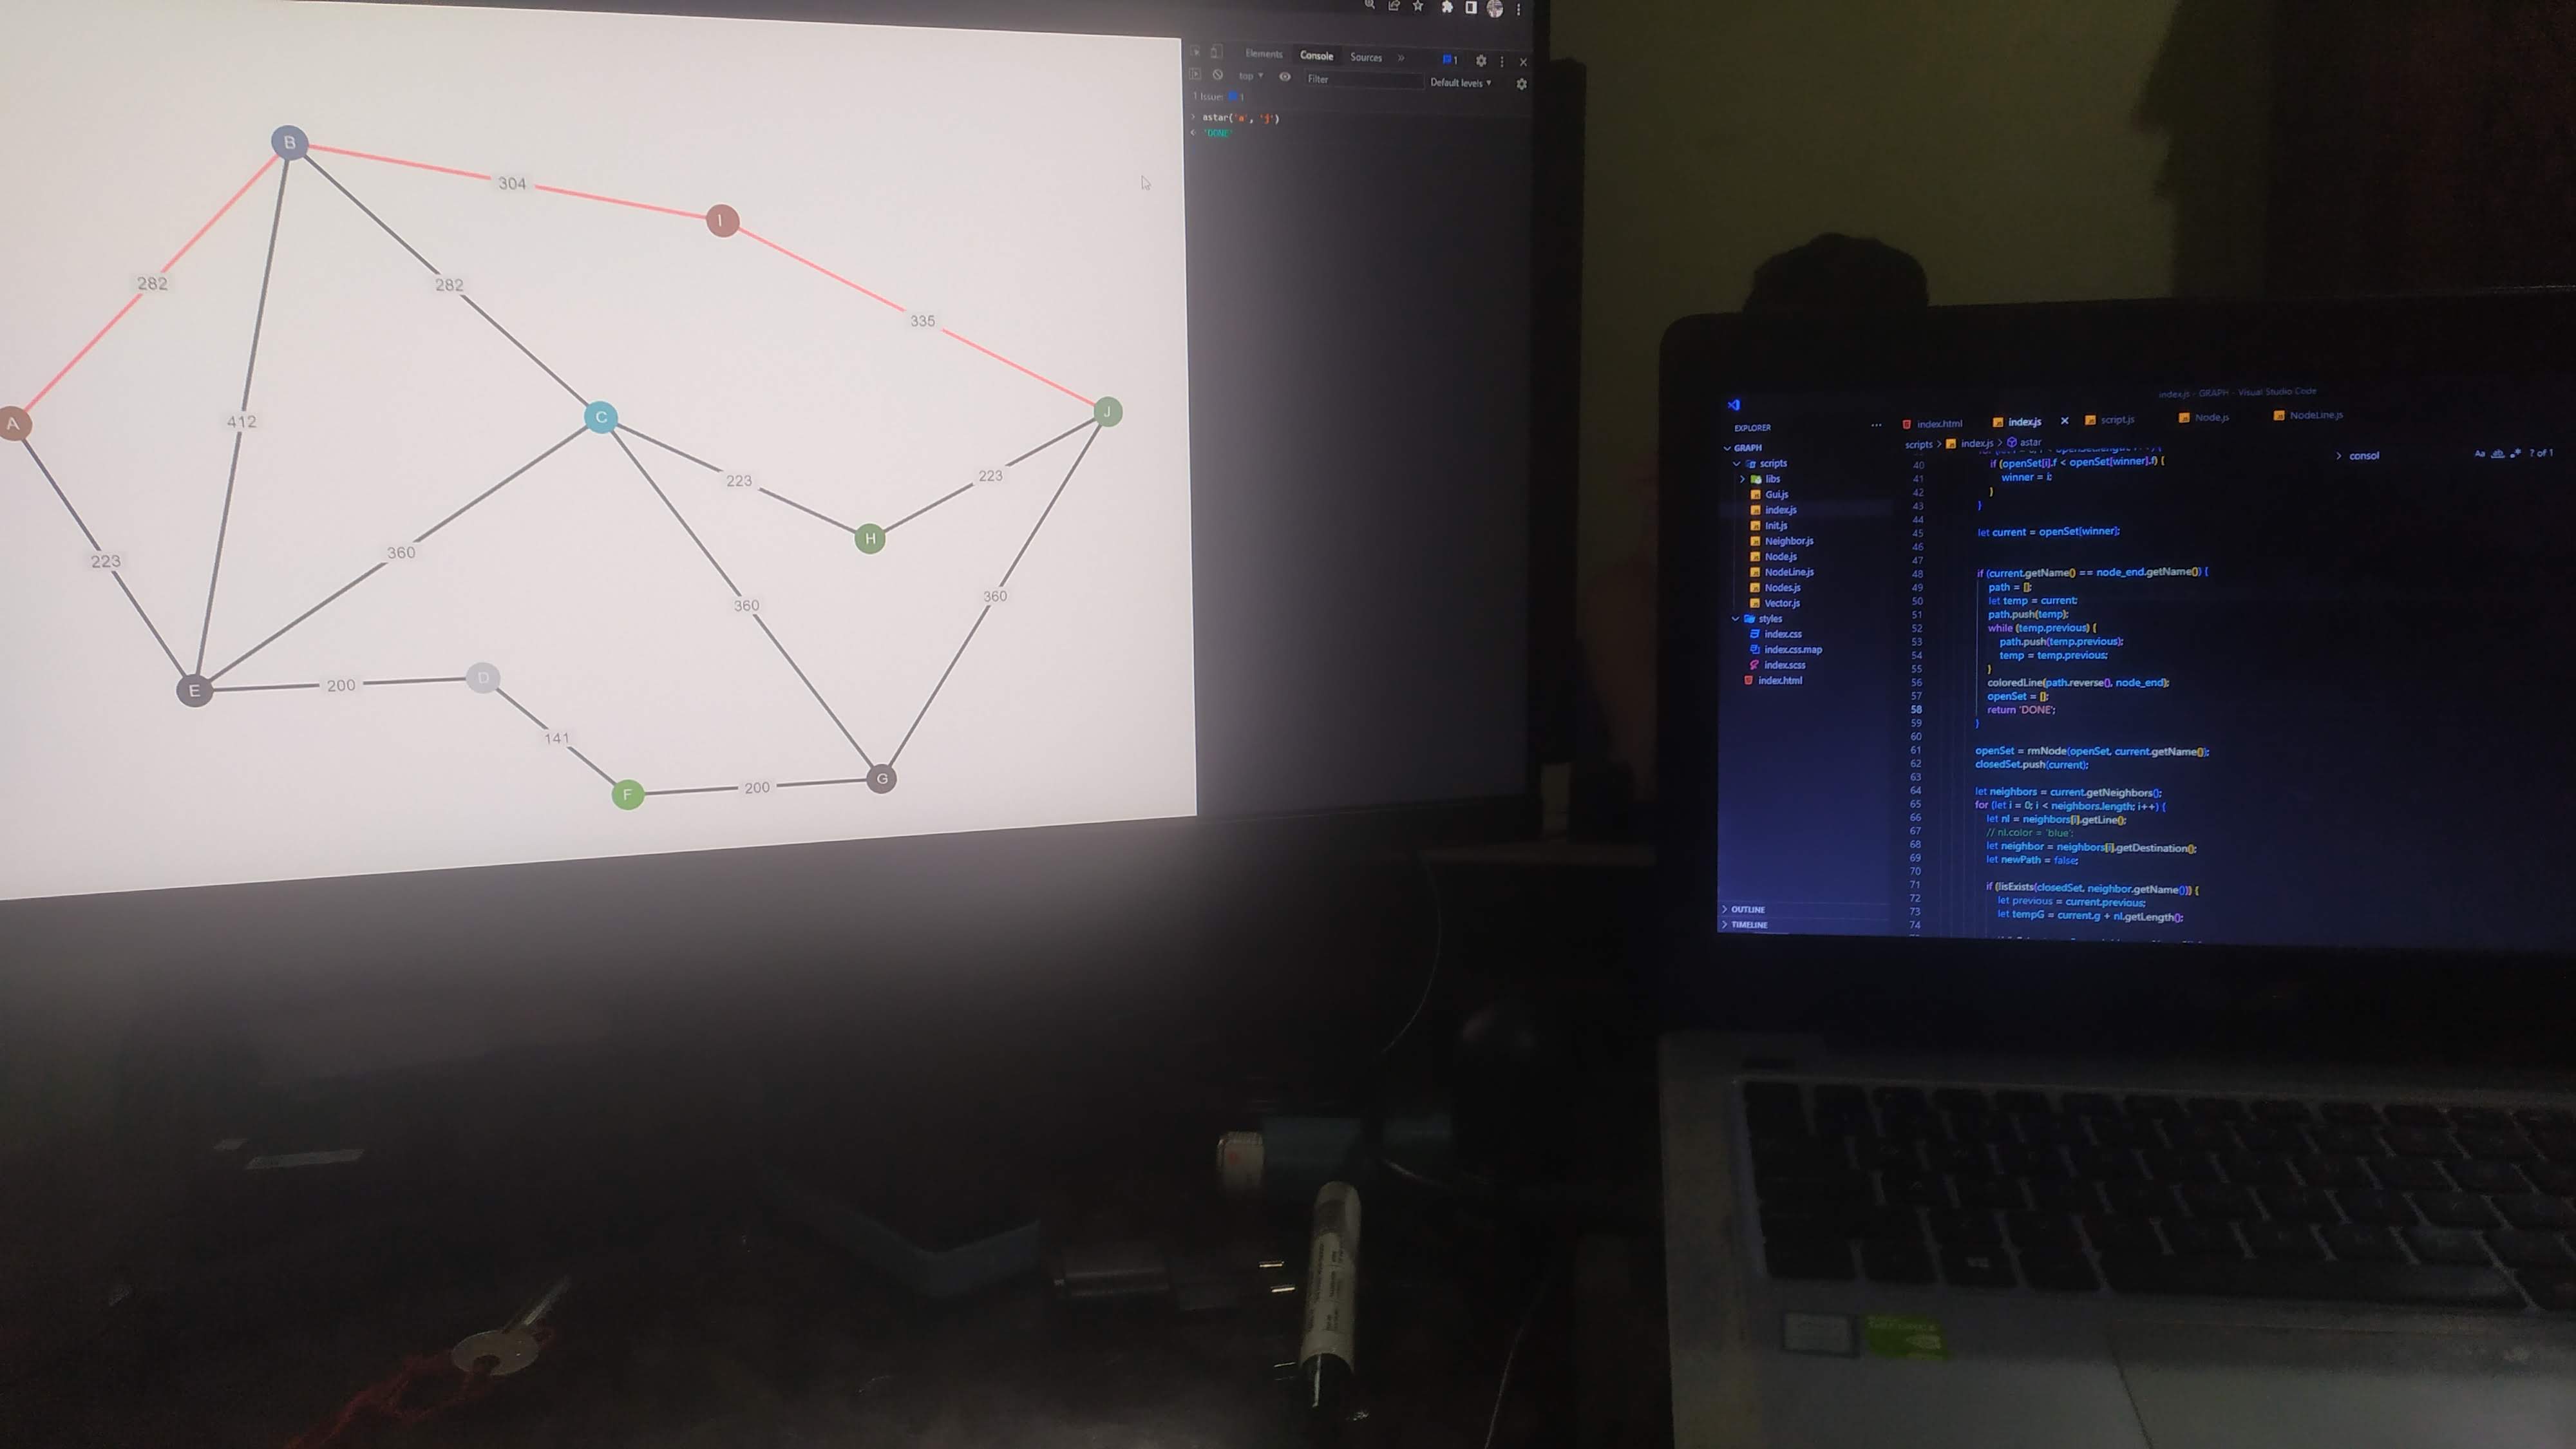 Elements Console Sources » 1
top Filter Default levels
1 Issue: 1
> astar('a', 'j')
< 'DONE'
B
304
I
282
282
335
412
A
C
J
223
223
H
223
360
360
360
E
200
D
141
F
200
G
index.js - GRAPH - Visual Studio Code
EXPLORER ...
index.html index.js script.js Node.js NodeLine.js
scripts > index.js > astar
GRAPH
scripts
libs
Gui.js
index.js
Init.js
Neighbor.js
Node.js
NodeLine.js
Nodes.js
Vector.js
styles
index.css
index.css.map
index.scss
index.html
OUTLINE
TIMELINE
> consol Aa ab .* ? of 1
40 if (openSet[i].f < openSet[winner].f) {
41 winner = i;
42 }
43 }
44
45 let current = openSet[winner];
46
47
48 if (current.getName() == node_end.getName()) {
49 path = [];
50 let temp = current;
51 path.push(temp);
52 while (temp.previous) {
53 path.push(temp.previous);
54 temp = temp.previous;
55 }
56 coloredLine(path.reverse(), node_end);
57 openSet = [];
58 return 'DONE';
59 }
60
61 openSet = rmNode(openSet, current.getName());
62 closedSet.push(current);
63
64 let neighbors = current.getNeighbors();
65 for (let i = 0; i < neighbors.length; i++) {
66 let nl = neighbors[i].getLine();
67 // nl.color = 'blue';
68 let neighbor = neighbors[i].getDestination();
69 let newPath = false;
70
71 if (!isExists(closedSet, neighbor.getName())) {
72 let previous = current.previous;
73 let tempG = current.g + nl.getLength();
74